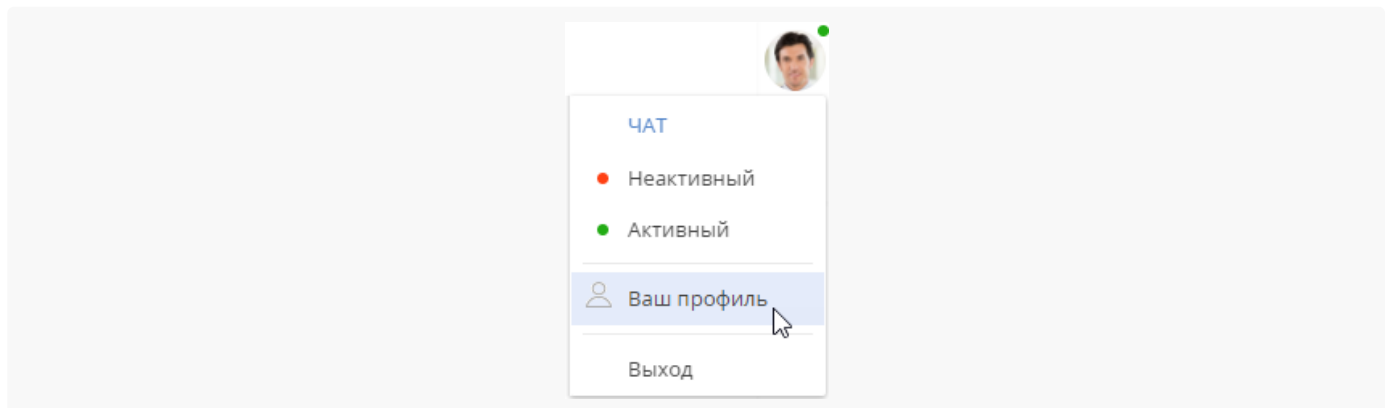 ЧАТ
Неактивный
Активный
Ваш профиль
Выход